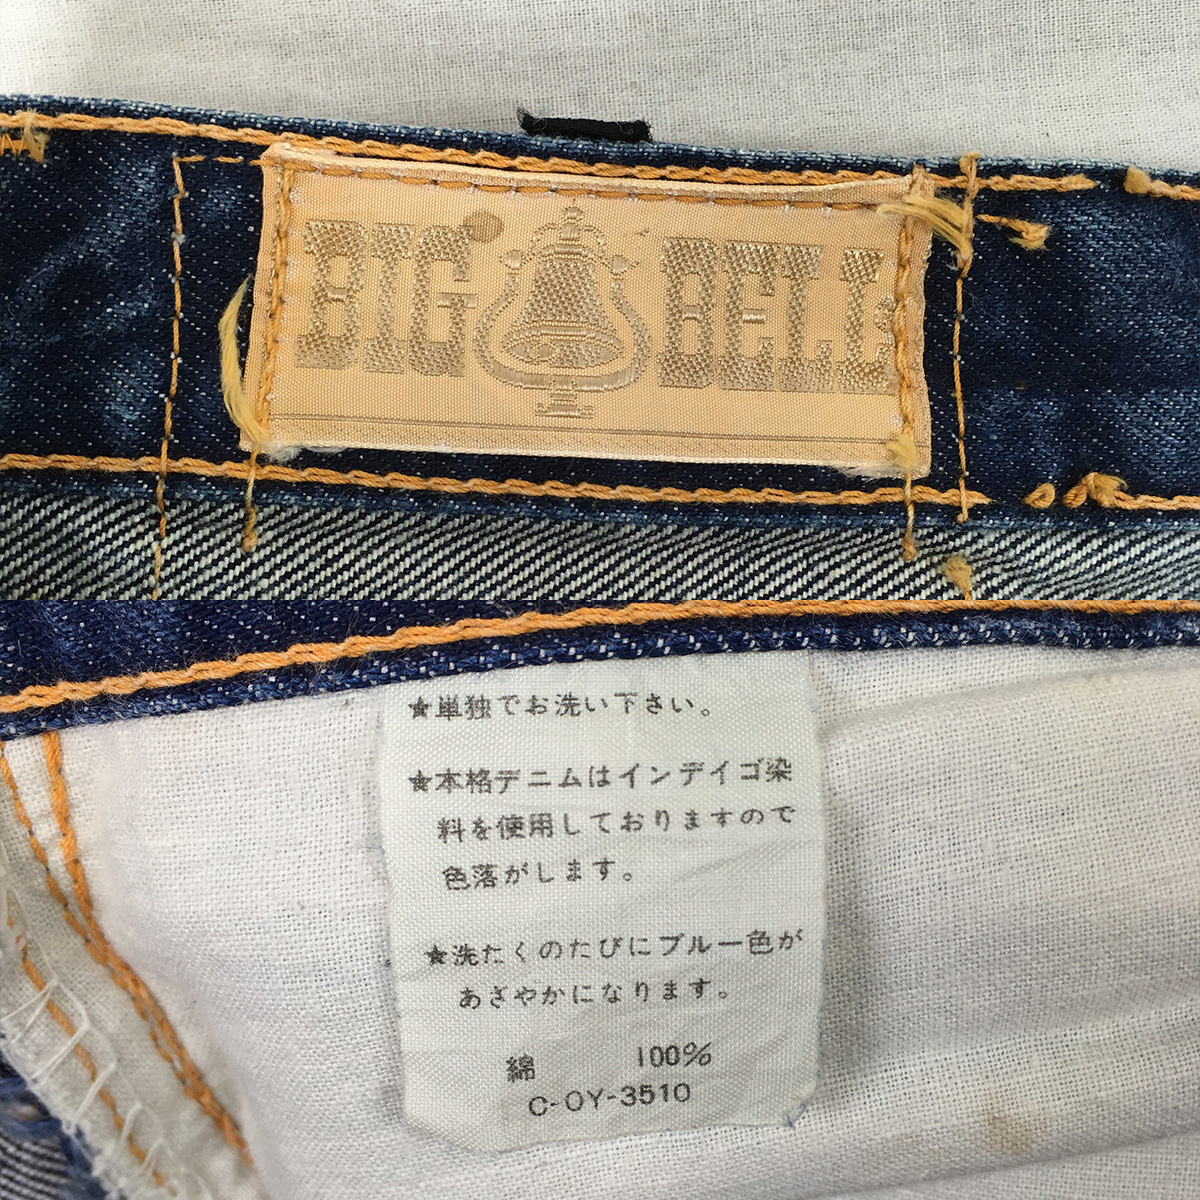 BIG BELL
★単独でお洗い下さい。
★本格デニムはインデイゴ染
料を使用しておりますので
色落がします。
★洗たくのたびにブルー色が
あざやかになります。
綿 100%
C-OY-3510